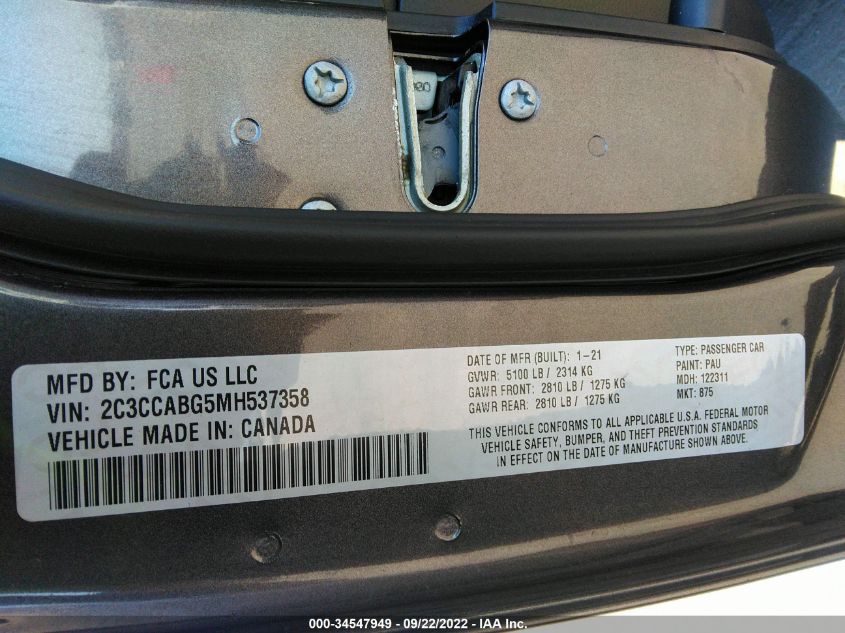 MFD BY: FCA US LLC
VIN: 2C3CCABG5MH537358
VEHICLE MADE IN: CANADA
DATE OF MFR (BUILT): 1-21
GVWR: 5100 LB / 2314 KG
GAWR FRONT: 2810 LB / 1275 KG
GAWR REAR: 2810 LB / 1275 KG
TYPE: PASSENGER CAR
PAINT: PAU
MDH: 122311
MKT: 875
THIS VEHICLE CONFORMS TO ALL APPLICABLE U.S.A. FEDERAL MOTOR
VEHICLE SAFETY, BUMPER, AND THEFT PREVENTION STANDARDS
IN EFFECT ON THE DATE OF MANUFACTURE SHOWN ABOVE.
000-34547949 - 09/22/2022 - IAA Inc.